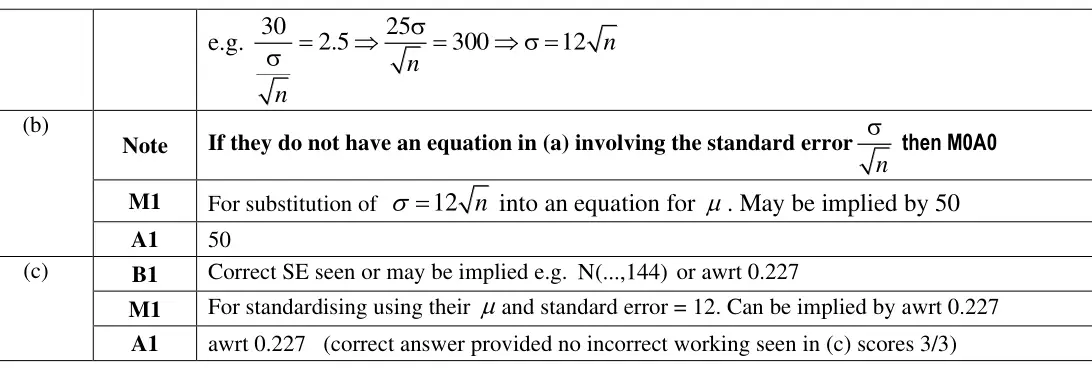 e.g. 30/(σ/√n) = 2.5 ⇒ 25σ/√n = 300 ⇒ σ = 12√n
(b) Note If they do not have an equation in (a) involving the standard error σ/√n then M0A0
M1 For substitution of σ = 12√n into an equation for μ . May be implied by 50
A1 50
(c) B1 Correct SE seen or may be implied e.g. N(...,144) or awrt 0.227
M1 For standardising using their μ and standard error = 12. Can be implied by awrt 0.227
A1 awrt 0.227 (correct answer provided no incorrect working seen in (c) scores 3/3)